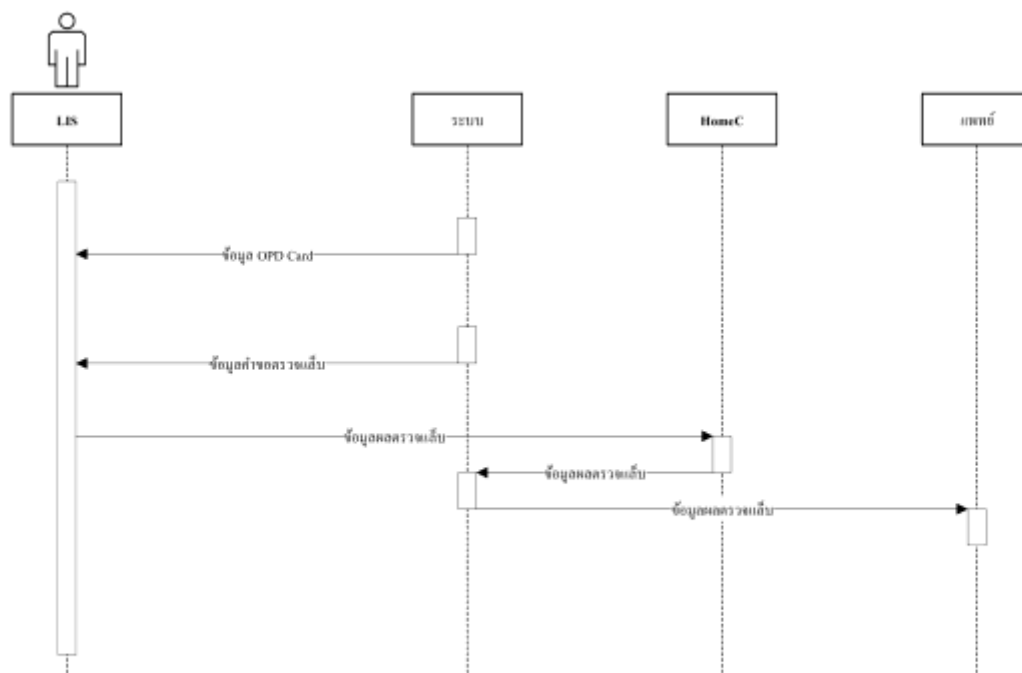 LIS
ระบบ
HomeC
แพทย์
ข้อมูล OPD Card
ข้อมูลคำขอตรวจแล็บ
ข้อมูลผลตรวจแล็บ
ข้อมูลผลตรวจแล็บ
ข้อมูลผลตรวจแล็บ